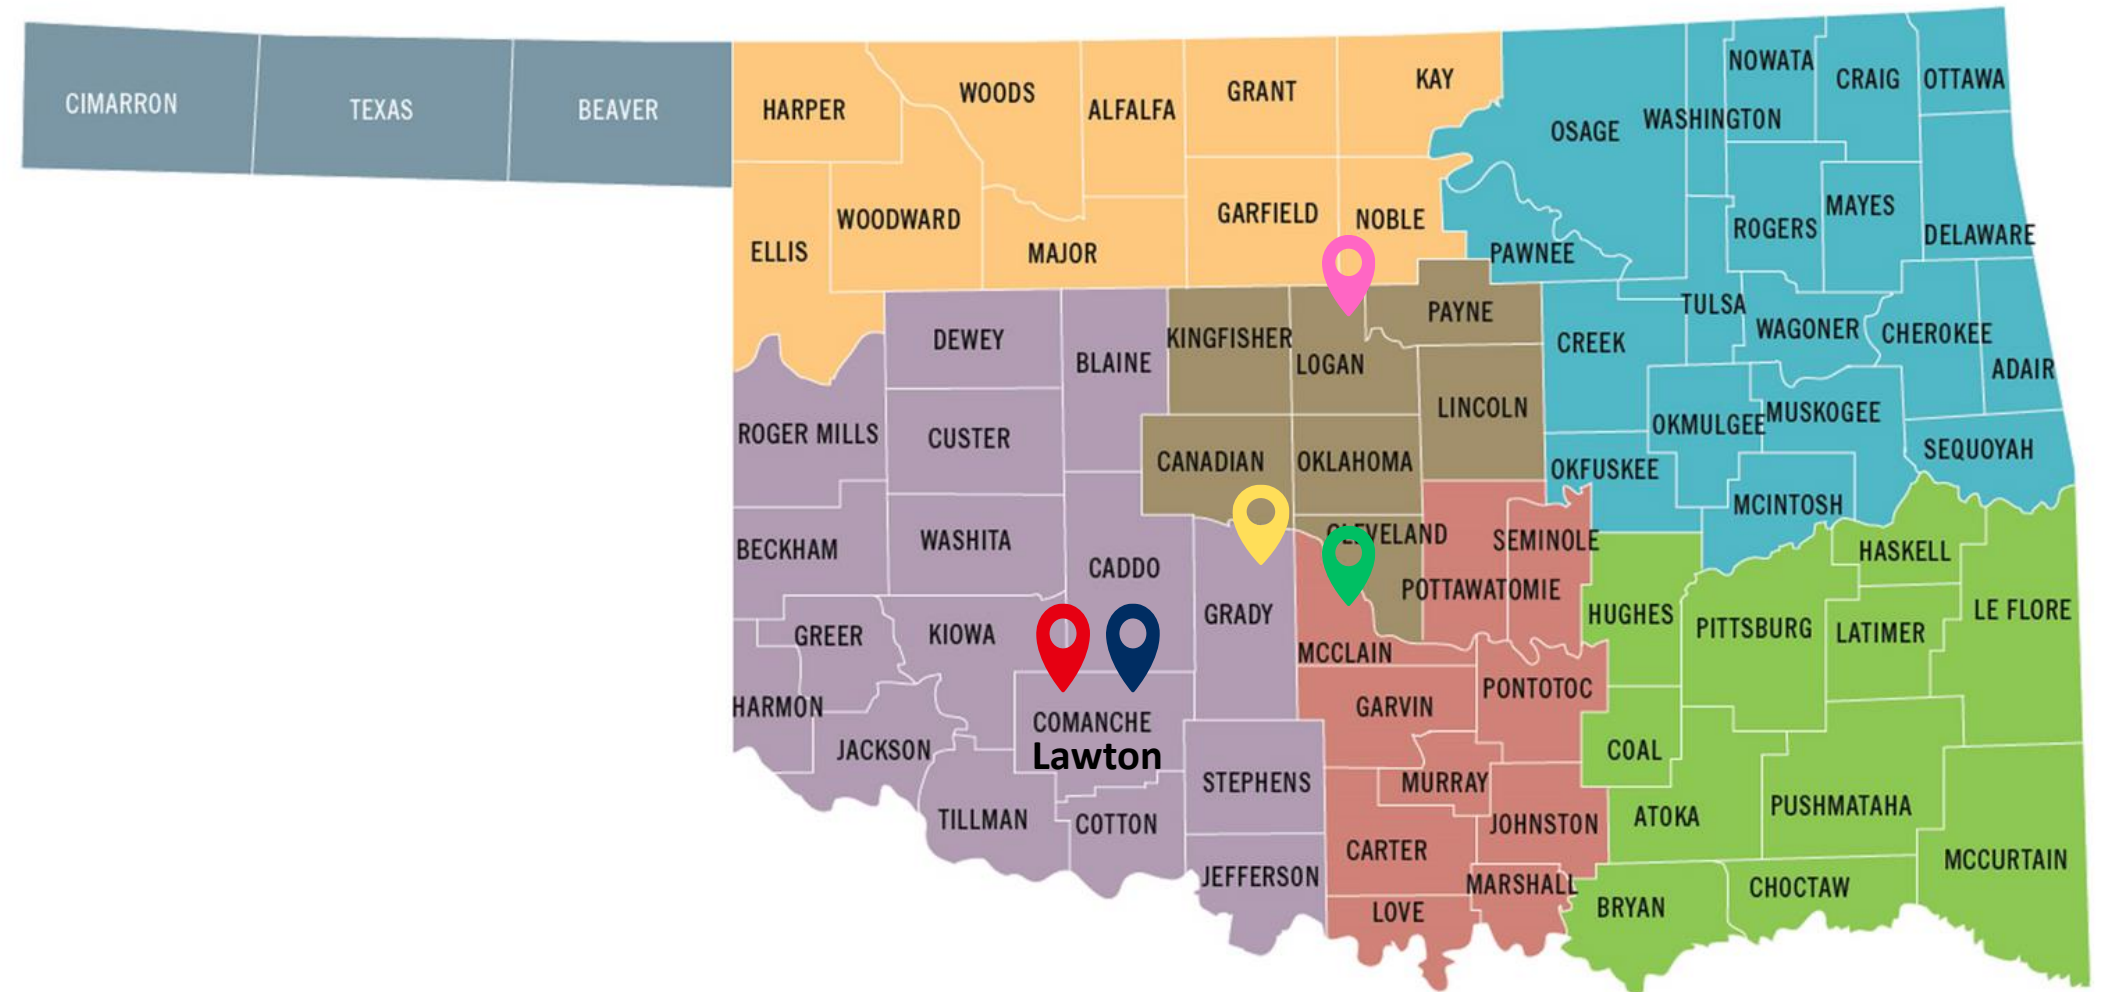 CIMARRON
TEXAS
BEAVER
HARPER
WOODS
ALFALFA
GRANT
KAY
OSAGE
WASHINGTON
NOWATA
CRAIG
OTTAWA
ELLIS
WOODWARD
MAJOR
GARFIELD
NOBLE
PAWNEE
ROGERS
MAYES
DELAWARE
DEWEY
BLAINE
KINGFISHER
LOGAN
PAYNE
CREEK
TULSA
WAGONER
CHEROKEE
ADAIR
ROGER MILLS
CUSTER
CANADIAN
OKLAHOMA
LINCOLN
OKMULGEE
MUSKOGEE
SEQUOYAH
OKFUSKEE
MCINTOSH
BECKHAM
WASHITA
CADDO
GRADY
CLEVELAND
POTTAWATOMIE
SEMINOLE
HUGHES
PITTSBURG
HASKELL
LATIMER
LE FLORE
GREER
KIOWA
HARMON
JACKSON
COMANCHE
Lawton
MCCLAIN
GARVIN
PONTOTOC
COAL
STEPHENS
MURRAY
TILLMAN
COTTON
JOHNSTON
ATOKA
PUSHMATAHA
MCCURTAIN
CARTER
JEFFERSON
LOVE
MARSHALL
BRYAN
CHOCTAW